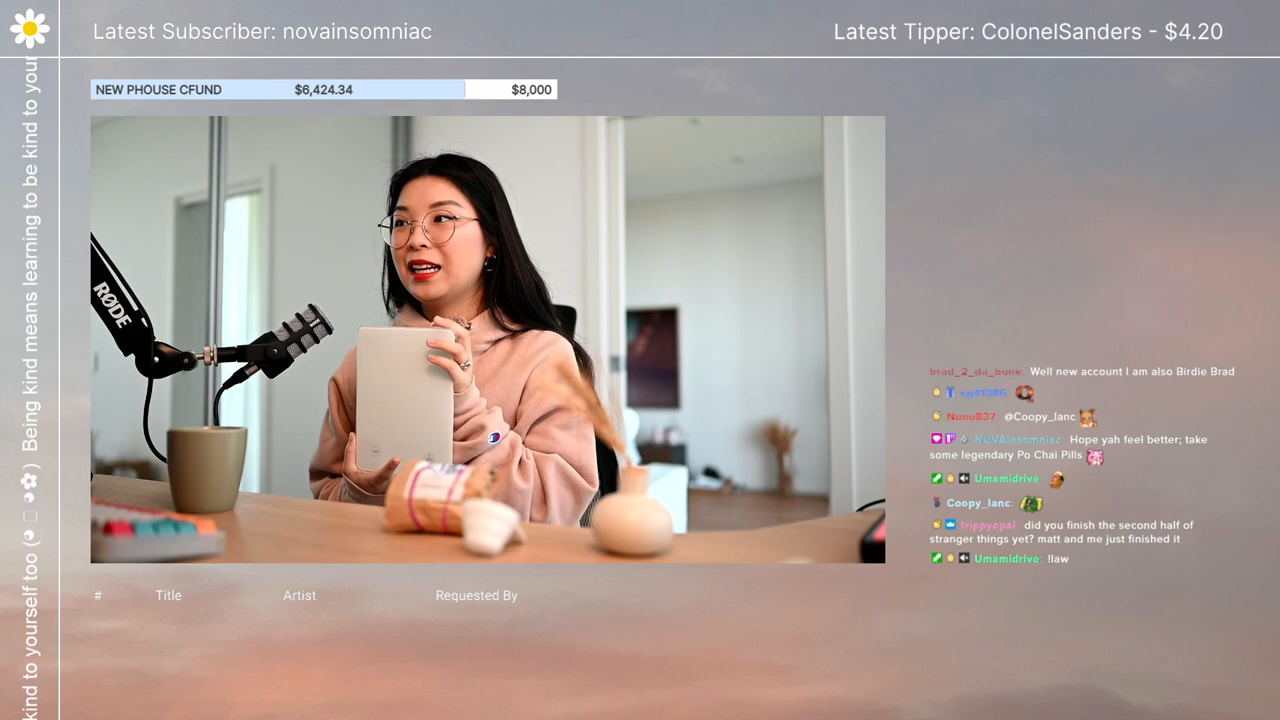 Latest Subscriber: novainsomniac
Latest Tipper: ColonelSanders - $4.20
kind to yourself too (◕ □ ◕✿) Being kind means learning to be kind to your
NEW PHOUSE CFUND $6,424.34 $8,000
RØDE
brad_2_da_bone: Well new account I am also Birdie Brad
cg41386:
Nuno837: @Coopy_lanc
NOVAinsomniac Hope yah feel better; take
some legendary Po Chai Pills
Umamidrive:
Coopy_lanc:
trippyepal did you finish the second half of
stranger things yet? matt and me just finished it
Umamidrive: !law
# Title Artist Requested By